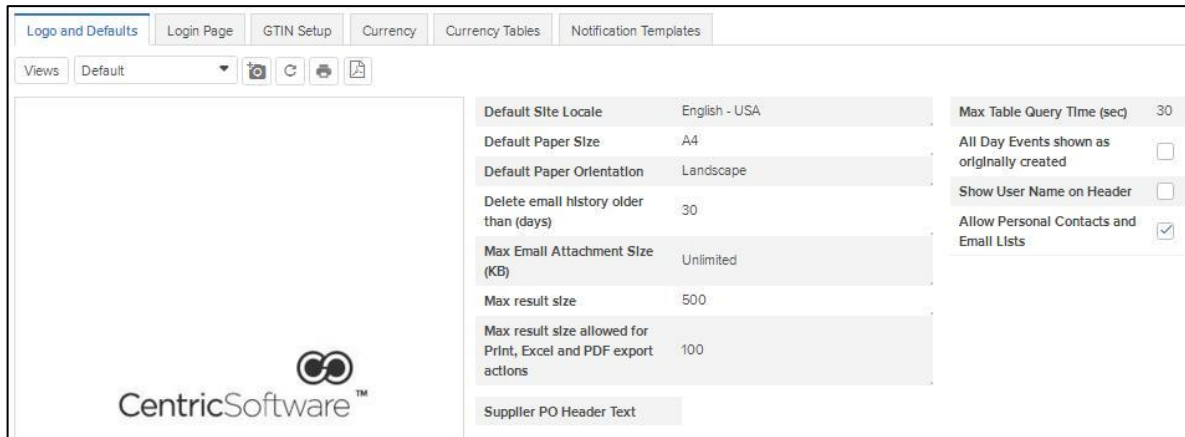 Logo and Defaults Login Page GTIN Setup Currency Currency Tables Notification Templates
Views Default
Default Site Locale English - USA
Default Paper Size A4
Default Paper Orientation Landscape
Delete email history older
than (days) 30
Max Email Attachment Size
(KB) Unlimited
Max result size 500
Max result size allowed for
Print, Excel and PDF export
actions 100
Supplier PO Header Text
Max Table Query Time (sec) 30
All Day Events shown as
originally created
Show User Name on Header
Allow Personal Contacts and
Email Lists
CentricSoftware™